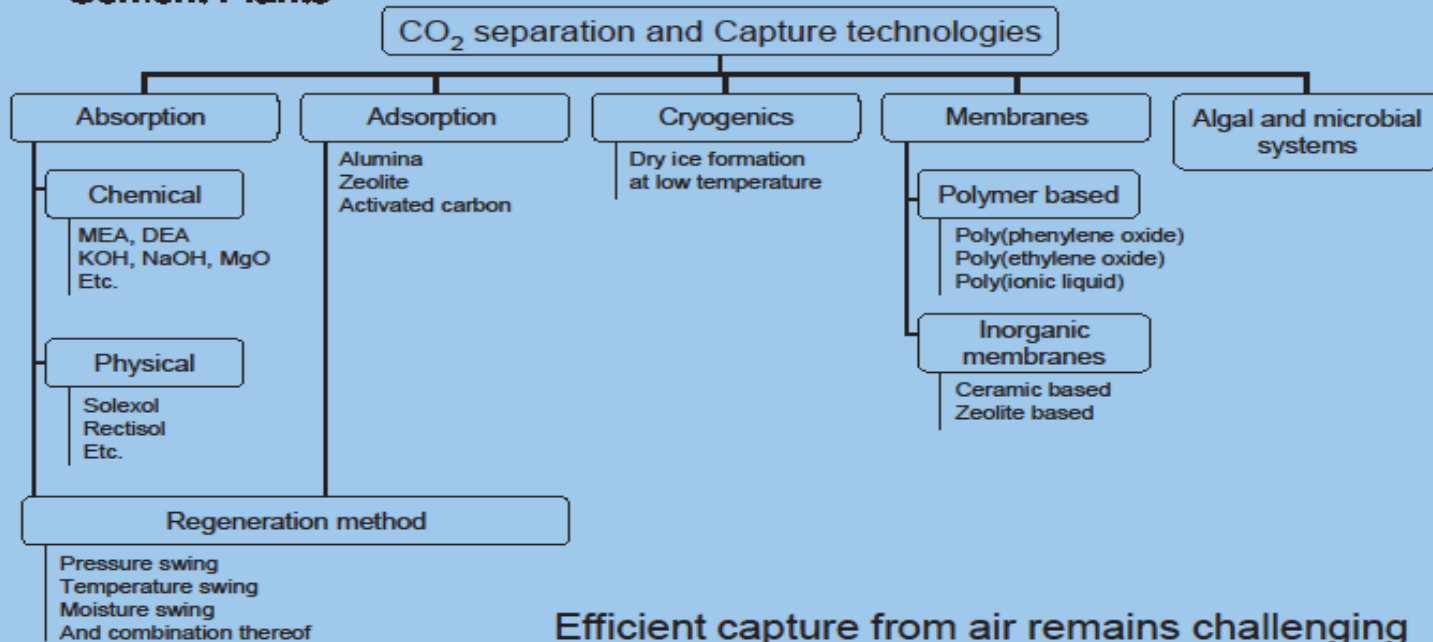 CO2 separation and Capture technologies
Absorption
Adsorption
Cryogenics
Membranes
Algal and microbial
systems
Chemical
MEA, DEA
KOH, NaOH, MgO
Etc.
Physical
Solexol
Rectisol
Etc.
Alumina
Zeolite
Activated carbon
Dry ice formation
at low temperature
Polymer based
Poly(phenylene oxide)
Poly(ethylene oxide)
Poly(ionic liquid)
Inorganic
membranes
Ceramic based
Zeolite based
Regeneration method
Pressure swing
Temperature swing
Moisture swing
And combination thereof
Efficient capture from air remains challenging